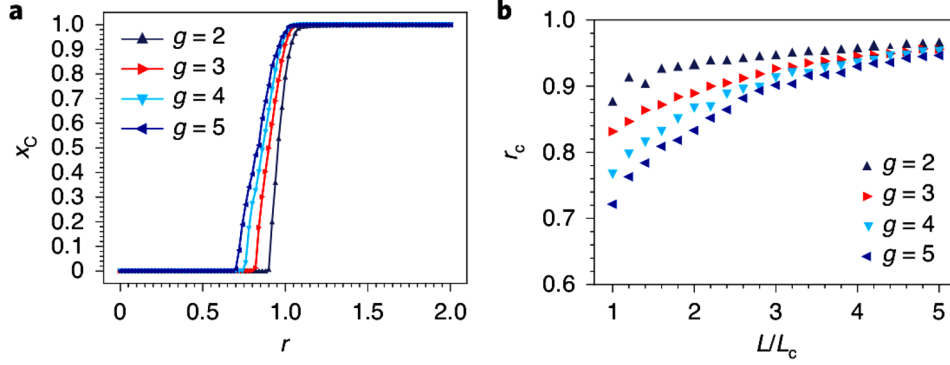 a
1.0
0.9
0.8
0.7
0.6
0.5
0.4
0.3
0.2
0.1
0
x_C
g = 2
g = 3
g = 4
g = 5
0
0.5
1.0
1.5
2.0
r
b
1.0
0.9
0.8
0.7
0.6
r_c
g = 2
g = 3
g = 4
g = 5
1
2
3
4
5
L/L_c